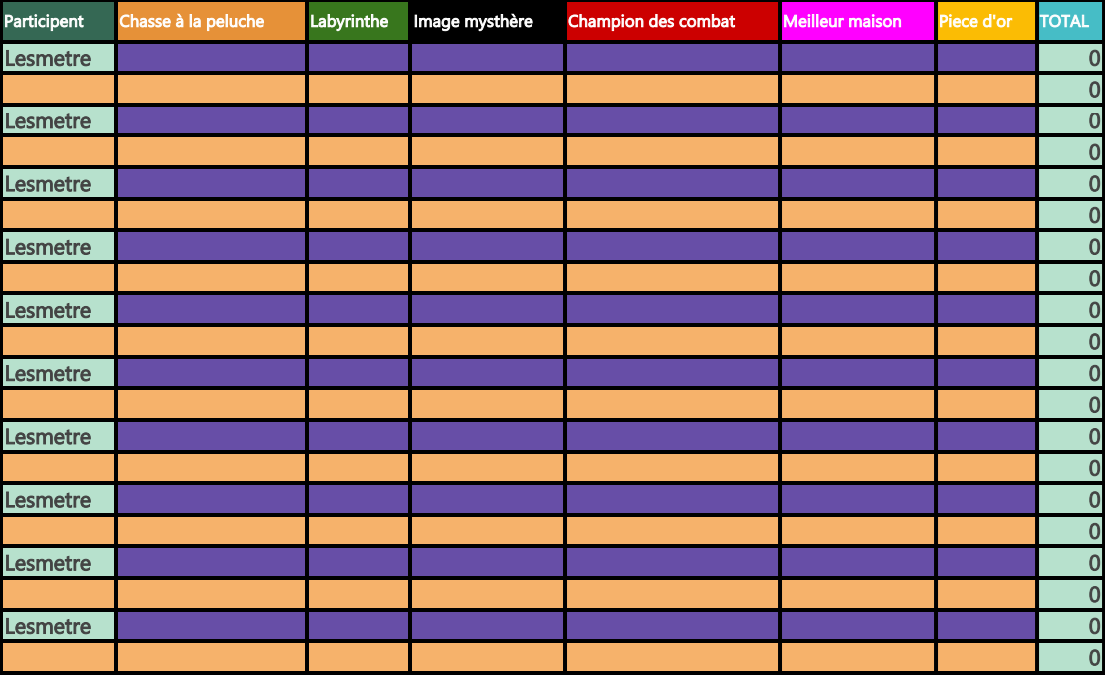 Participent Chasse à la peluche Labyrinthe Image mysthère Champion des combat Meilleur maison Piece d'or TOTAL
Lesmetre 0
0
Lesmetre 0
0
Lesmetre 0
0
Lesmetre 0
0
Lesmetre 0
0
Lesmetre 0
0
Lesmetre 0
0
Lesmetre 0
0
Lesmetre 0
0
Lesmetre 0
0